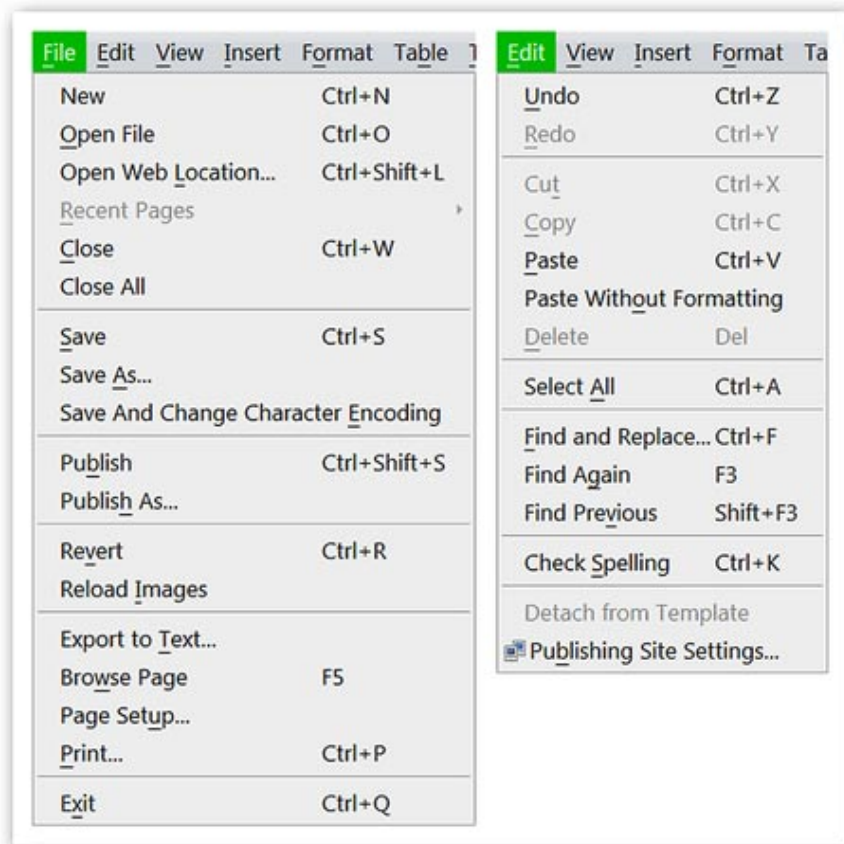 File Edit View Insert Format Table
New Ctrl+N
Open File Ctrl+O
Open Web Location... Ctrl+Shift+L
Recent Pages
Close Ctrl+W
Close All
Save Ctrl+S
Save As...
Save And Change Character Encoding
Publish Ctrl+Shift+S
Publish As...
Revert Ctrl+R
Reload Images
Export to Text...
Browse Page F5
Page Setup...
Print... Ctrl+P
Exit Ctrl+Q
Edit View Insert Format Ta
Undo Ctrl+Z
Redo Ctrl+Y
Cut Ctrl+X
Copy Ctrl+C
Paste Ctrl+V
Paste Without Formatting
Delete Del
Select All Ctrl+A
Find and Replace... Ctrl+F
Find Again F3
Find Previous Shift+F3
Check Spelling Ctrl+K
Detach from Template
Publishing Site Settings...